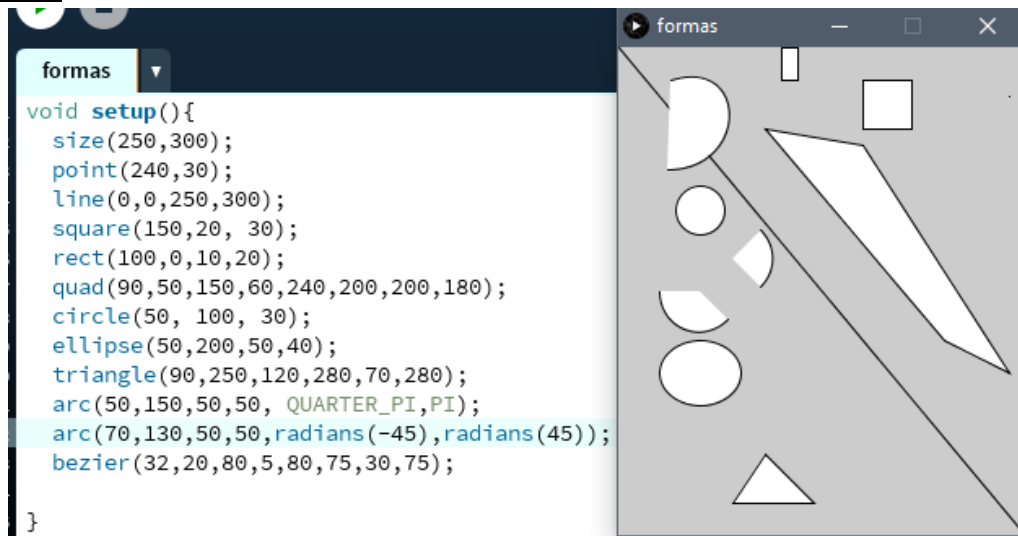 formas
formas
void setup(){
size(250,300);
point(240,30);
line(0,0,250,300);
square(150,20, 30);
rect(100,0,10,20);
quad(90,50,150,60,240,200,200,180);
circle(50, 100, 30);
ellipse(50,200,50,40);
triangle(90,250,120,280,70,280);
arc(50,150,50,50, QUARTER_PI,PI);
arc(70,130,50,50,radians(-45),radians(45));
bezier(32,20,80,5,80,75,30,75);
}